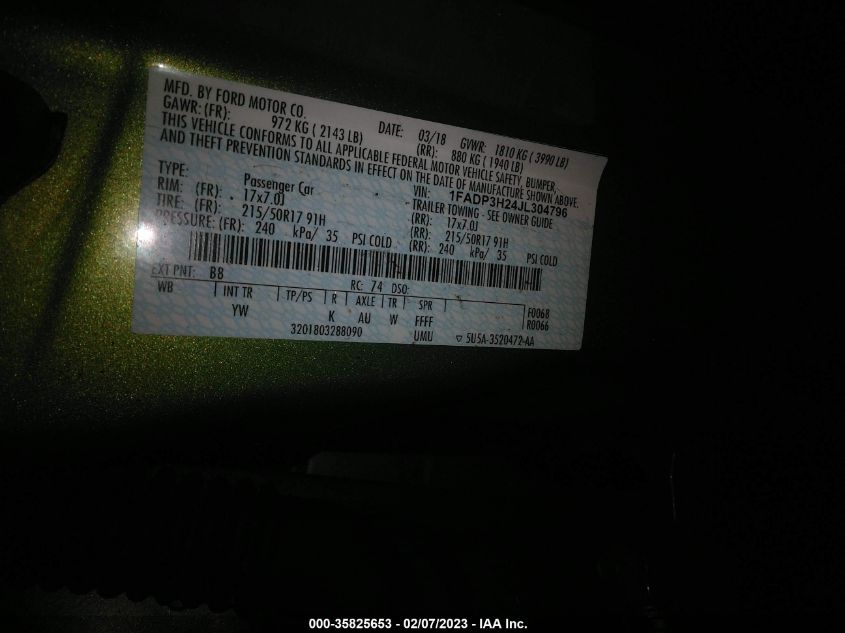 MFD. BY FORD MOTOR CO.
DATE: 03/18 GVWR: 1810 KG ( 3990 LB)
GAWR: (FR): 972 KG ( 2143 LB) (RR): 880 KG ( 1940 LB)
THIS VEHICLE CONFORMS TO ALL APPLICABLE FEDERAL MOTOR VEHICLE SAFETY, BUMPER,
AND THEFT PREVENTION STANDARDS IN EFFECT ON THE DATE OF MANUFACTURE SHOWN ABOVE.
VIN: 1FADP3H24JL304796
TYPE: Passenger Car TRAILER TOWING - SEE OWNER GUIDE
RIM: (FR): 17x7.0J (RR): 17x7.0J
TIRE: (FR): 215/50R17 91H (RR): 215/50R17 91H
PRESSURE: (FR): 240 kPa/ 35 PSI COLD (RR): 240 kPa/ 35 PSI COLD
EXT PNT: B8 RC: 74 DSO:
WB INT TR TP/PS R AXLE TR SPR F0068
YW K AU W FFFF R0066
3201803288090 UMU ▽ 5U5A-3520472-AA
000-35825653 - 02/07/2023 - IAA Inc.